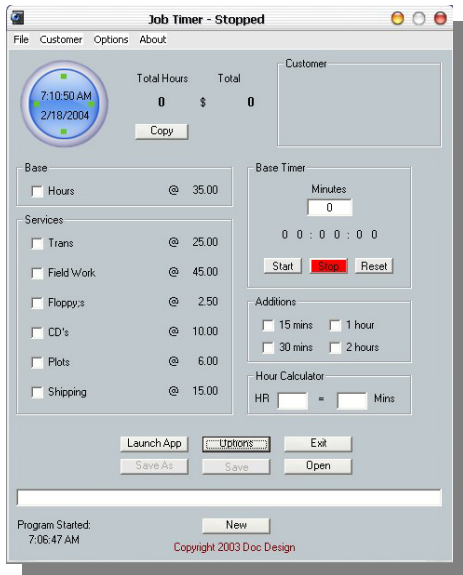 Job Timer - Stopped
File Customer Options About
7:10:50 AM
2/18/2004
Total Hours Total
0 $ 0
Copy
Customer
Base
Hours @ 35.00
Services
Trans @ 25.00
Field Work @ 45.00
Floppy;s @ 2.50
CD's @ 10.00
Plots @ 6.00
Shipping @ 15.00
Base Timer
Minutes
0
0 0 : 0 0 : 0 0
Start Stop Reset
Additions
15 mins 1 hour
30 mins 2 hours
Hour Calculator
HR = Mins
Launch App Options Exit
Save As Save Open
Program Started:
7:06:47 AM
New
Copyright 2003 Doc Design